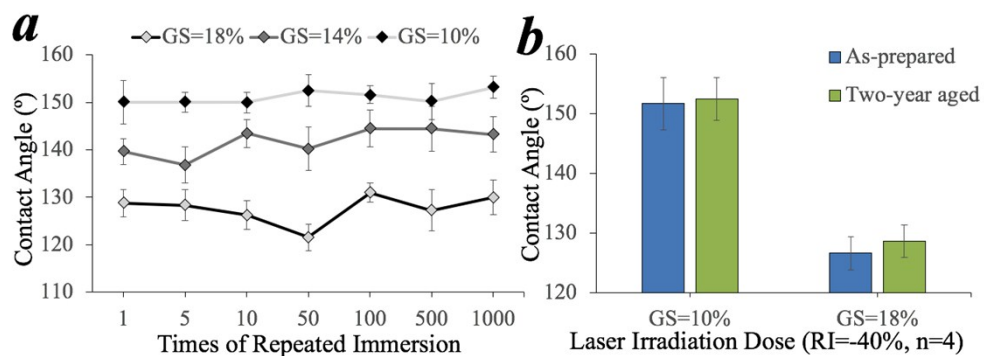 a
GS=18% GS=14% GS=10%
160
150
140
130
120
110
Contact Angle (º)
1 5 10 50 100 500 1000
Times of Repeated Immersion
b
As-prepared
Two-year aged
160
150
140
130
120
Contact Angle (º)
GS=10% GS=18%
Laser Irradiation Dose (RI=-40%, n=4)